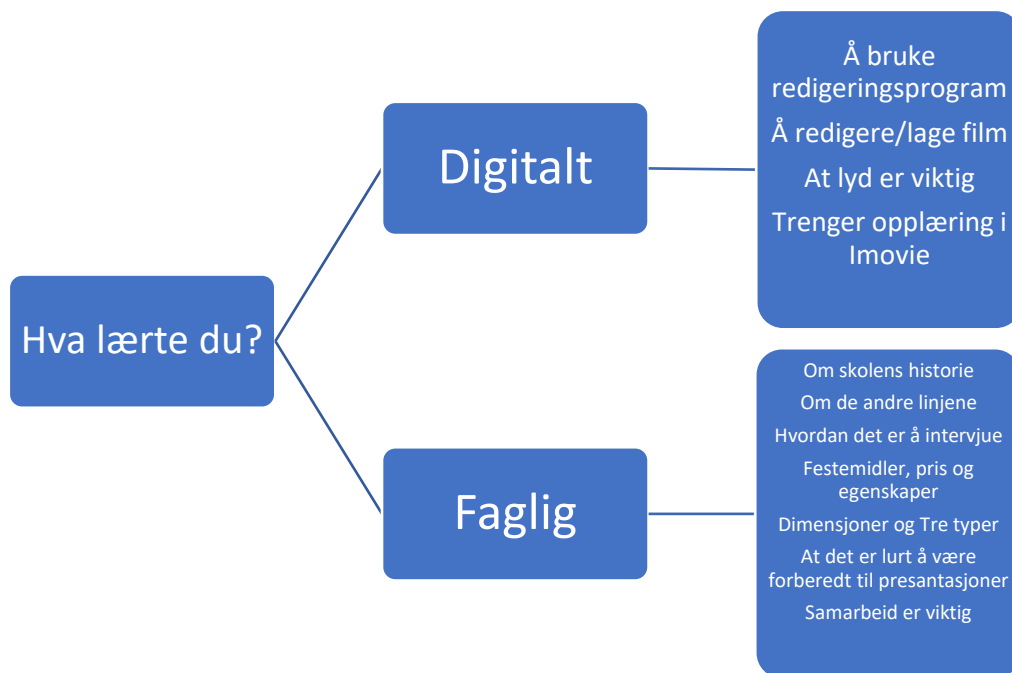 Hva lærte du?
Digitalt
Å bruke
redigeringsprogram
Å redigere/lage film
At lyd er viktig
Trenger opplæring i
Imovie
Faglig
Om skolens historie
Om de andre linjene
Hvordan det er å intervjue
Festemidler, pris og
egenskaper
Dimensjoner og Tre typer
At det er lurt å være
forberedt til presantasjoner
Samarbeid er viktig